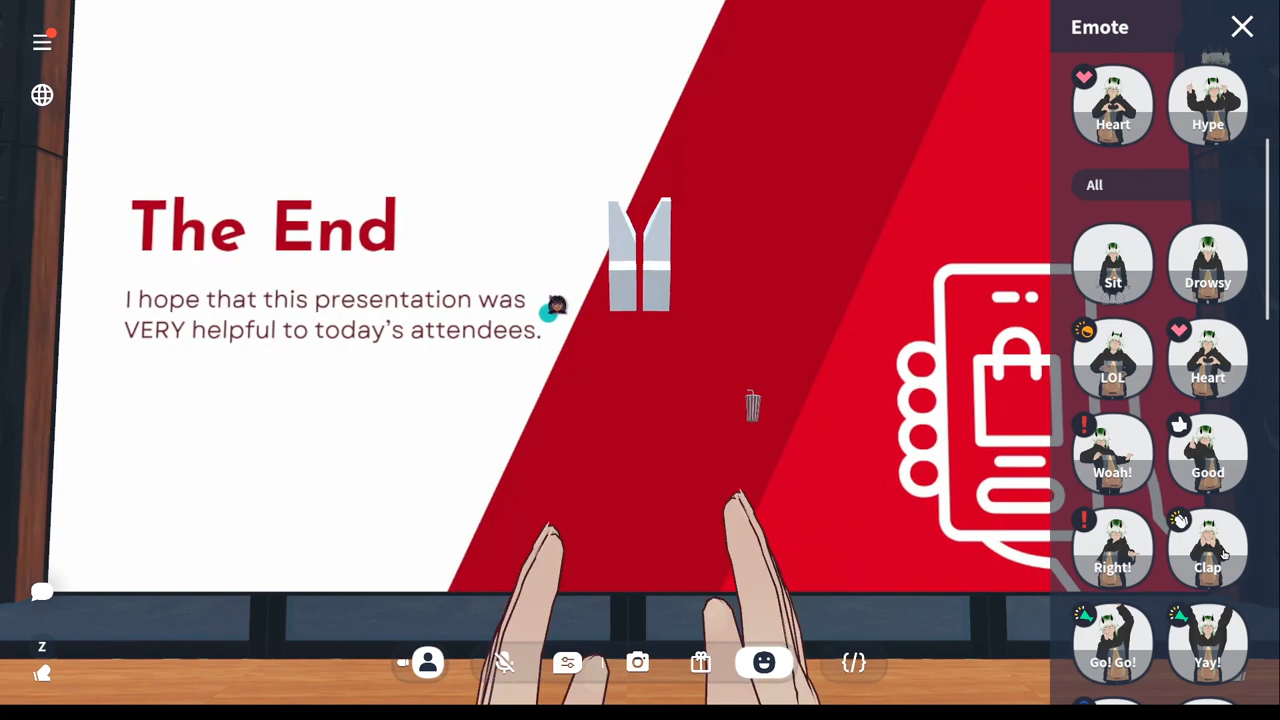 Emote
Heart
Hype
All
The End
Sit
Drowsy
I hope that this presentation was
VERY helpful to today’s attendees.
LOL
Heart
Woah!
Good
Right!
Clap
Go! Go!
Yay!
Z
{/}